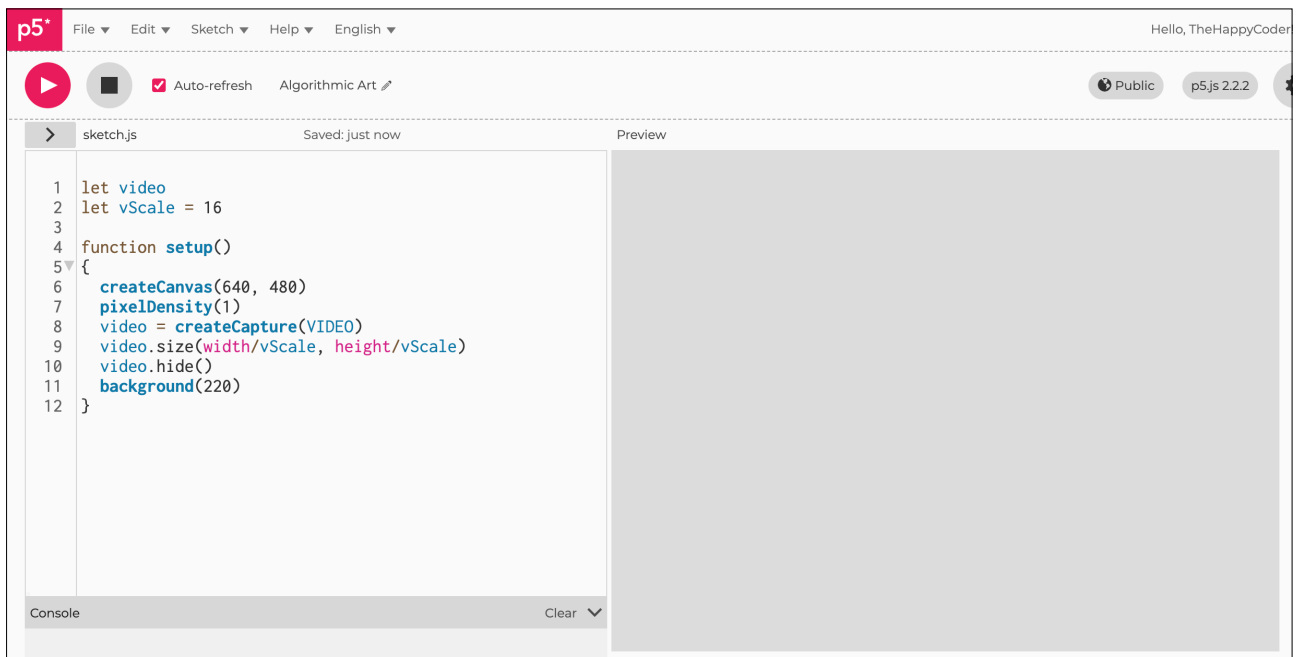 p5* File Edit Sketch Help English Hello, TheHappyCoder!
Auto-refresh Algorithmic Art Public p5.js 2.2.2
sketch.js Saved: just now Preview
1 let video
2 let vScale = 16
3
4 function setup()
5 {
6 createCanvas(640, 480)
7 pixelDensity(1)
8 video = createCapture(VIDEO)
9 video.size(width/vScale, height/vScale)
10 video.hide()
11 background(220)
12 }
Console Clear